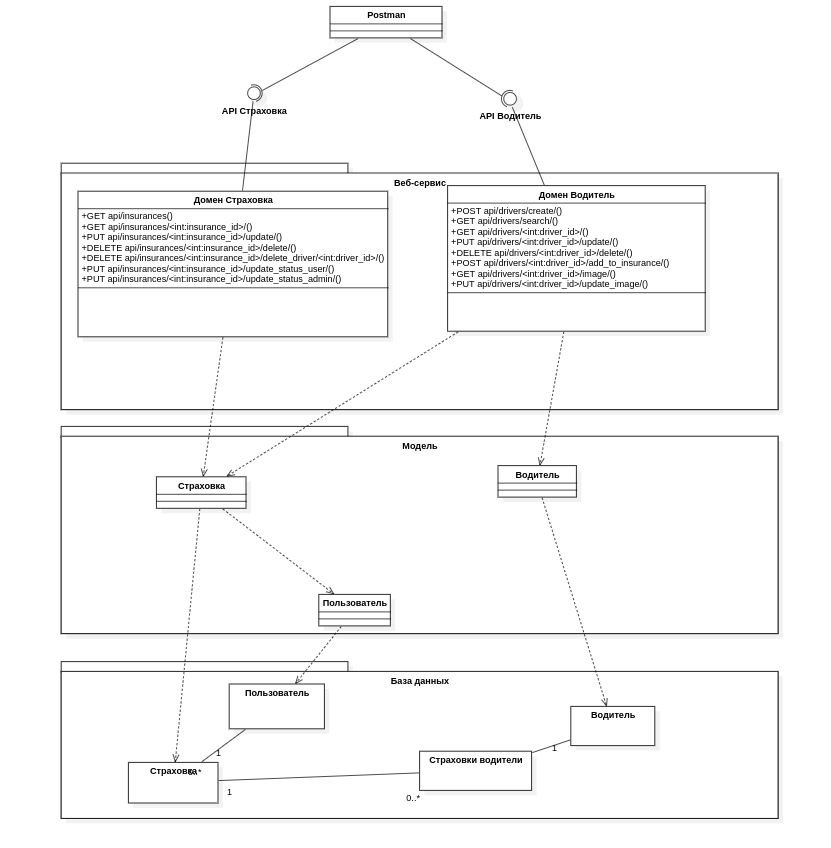 Postman
API Страховка
API Водитель
Веб-сервис
Домен Страховка
+GET api/insurances()
+GET api/insurances/<int:insurance_id>/()
+PUT api/insurances/<int:insurance_id>/update/()
+DELETE api/insurances/<int:insurance_id>/delete/()
+DELETE api/insurances/<int:insurance_id>/delete_driver/<int:driver_id>/()
+PUT api/insurances/<int:insurance_id>/update_status_user/()
+PUT api/insurances/<int:insurance_id>/update_status_admin/()
Домен Водитель
+POST api/drivers/create/()
+GET api/drivers/search/()
+GET api/drivers/<int:driver_id>/()
+PUT api/drivers/<int:driver_id>/update/()
+DELETE api/drivers/<int:driver_id>/delete/()
+POST api/drivers/<int:driver_id>/add_to_insurance/()
+GET api/drivers/<int:driver_id>/image/()
+PUT api/drivers/<int:driver_id>/update_image/()
Модель
Страховка
Водитель
Пользователь
База данных
Пользователь
Водитель
1
1
Страховка
0..*
Страховки водители
1
0..*